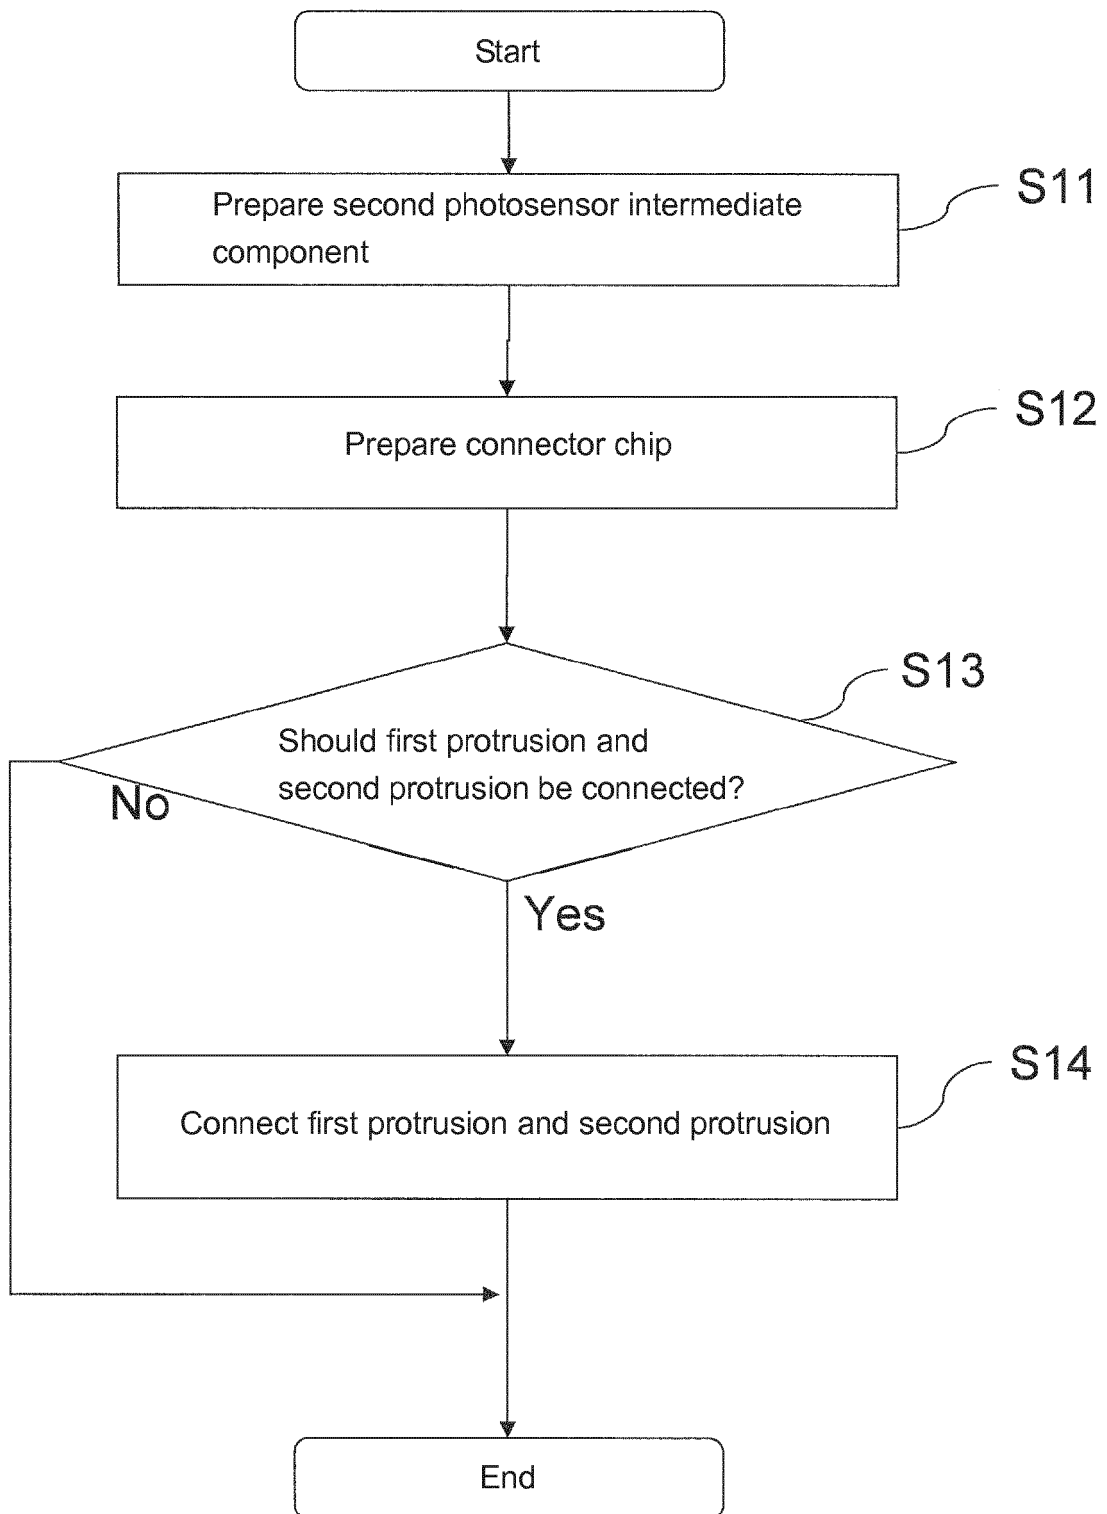 Start
S11
Prepare second photosensor intermediate
component
S12
Prepare connector chip
S13
Should first protrusion and
second protrusion be connected?
No
Yes
S14
Connect first protrusion and second protrusion
End